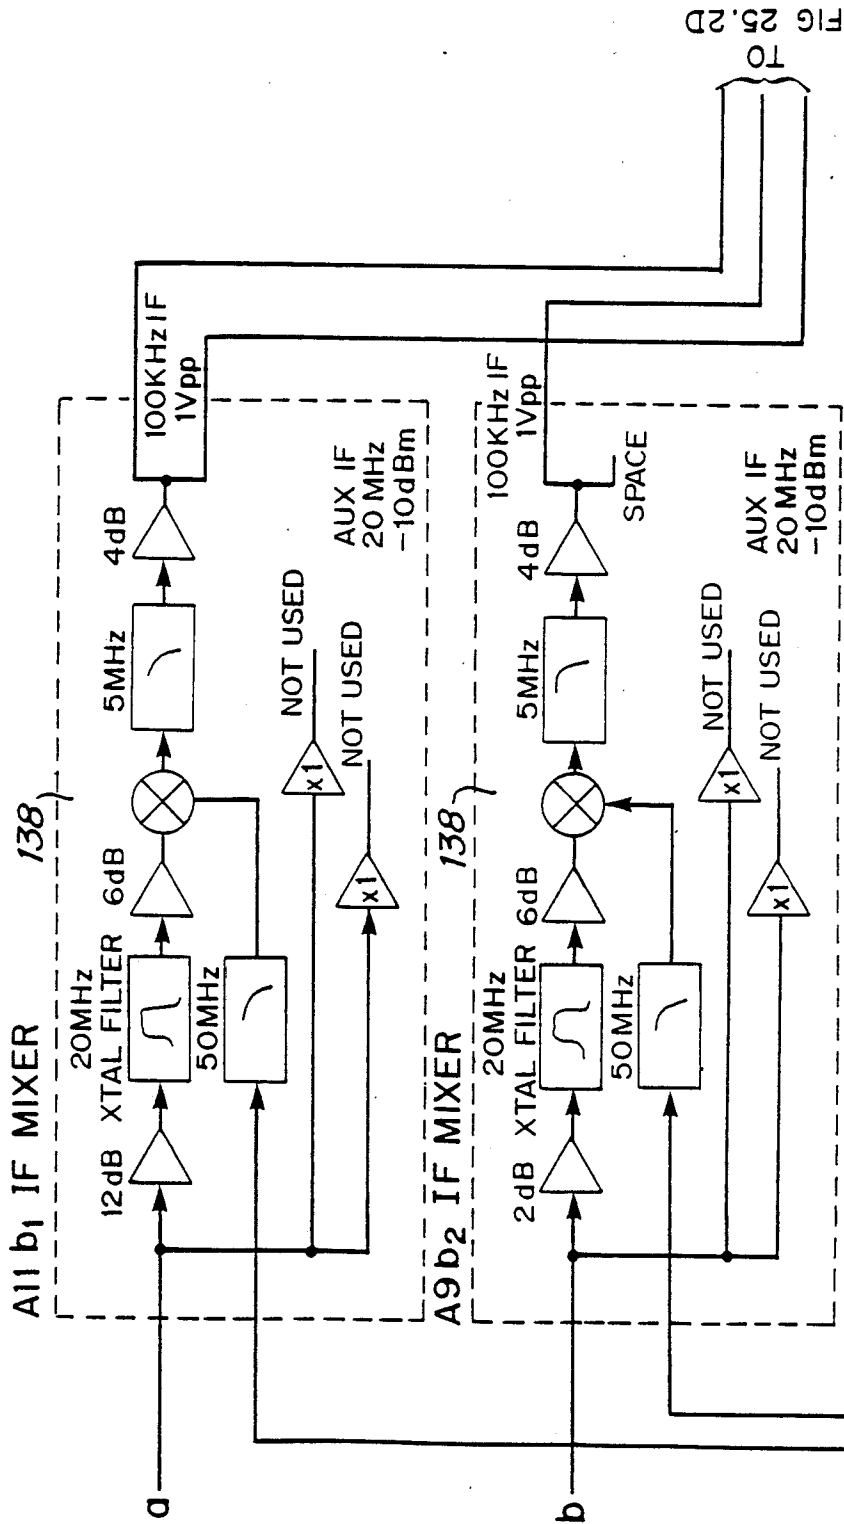 A11 b1 IF MIXER
138
a
12dB
20MHz
XTAL FILTER
6dB
5MHz
4dB
100KHz IF
1Vpp
50MHz
x1
NOT USED
x1
NOT USED
AUX IF
20 MHz
-10dBm
A9b2 IF MIXER
138
b
2dB
20MHz
XTAL FILTER
6dB
5MHz
4dB
100KHz IF
1Vpp
SPACE
50MHz
x1
NOT USED
x1
NOT USED
AUX IF
20 MHz
-10dBm
TO
FIG 25.2D